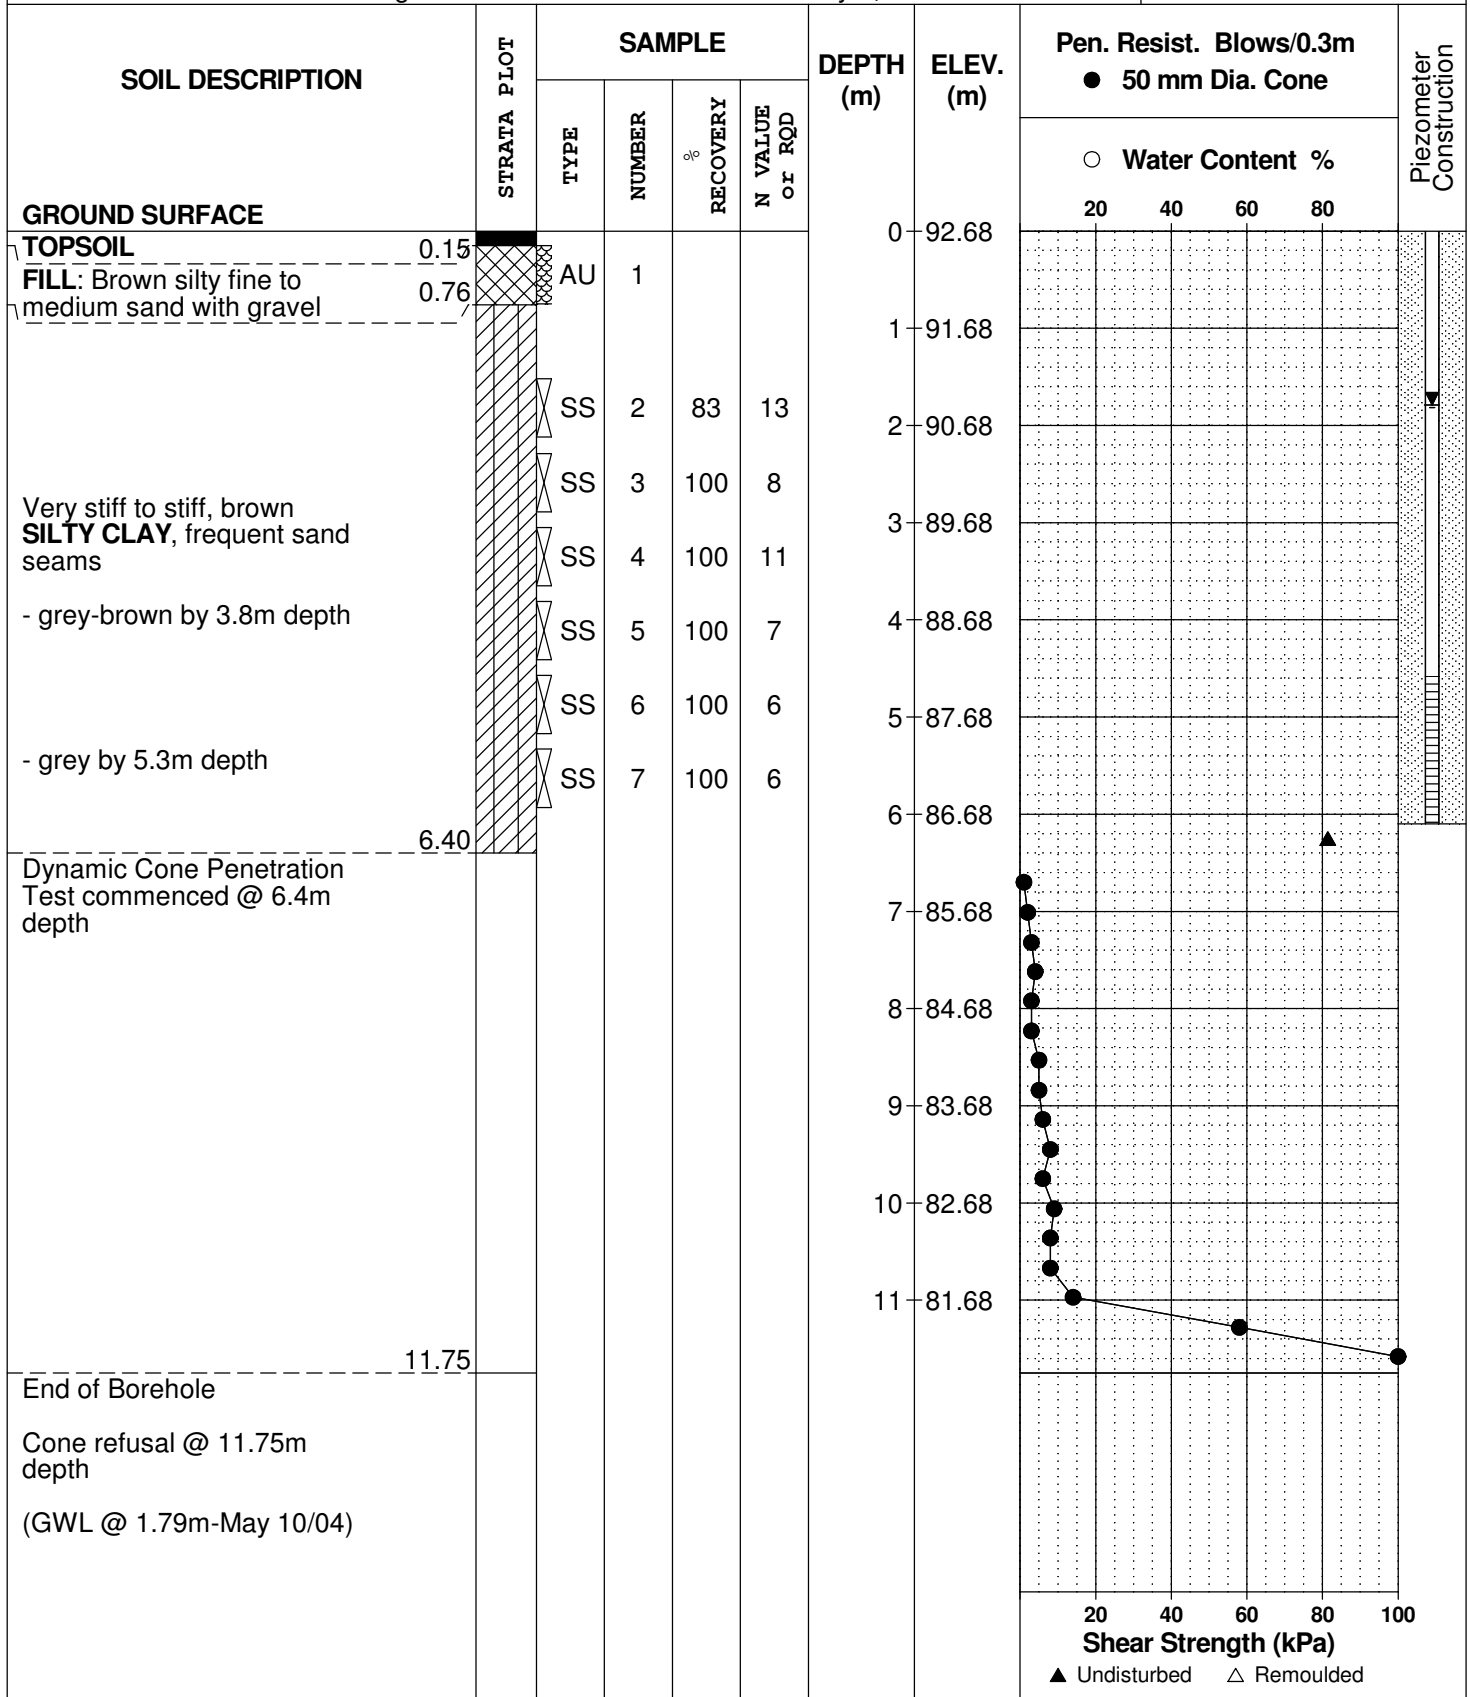 SOIL DESCRIPTION
STRATA PLOT
SAMPLE
TYPE
NUMBER
% RECOVERY
N VALUE or RQD
DEPTH (m)
ELEV. (m)
Pen. Resist. Blows/0.3m
● 50 mm Dia. Cone
○ Water Content %
Piezometer Construction
20 40 60 80
GROUND SURFACE
0 92.68
TOPSOIL 0.15
FILL: Brown silty fine to
medium sand with gravel 0.76
AU 1
1 91.68
SS 2 83 13
2 90.68
SS 3 100 8
Very stiff to stiff, brown
SILTY CLAY, frequent sand
seams
3 89.68
SS 4 100 11
- grey-brown by 3.8m depth
4 88.68
SS 5 100 7
SS 6 100 6
5 87.68
- grey by 5.3m depth
SS 7 100 6
6 86.68
6.40
Dynamic Cone Penetration
Test commenced @ 6.4m
depth
7 85.68
8 84.68
9 83.68
10 82.68
11 81.68
11.75
End of Borehole
Cone refusal @ 11.75m
depth
(GWL @ 1.79m-May 10/04)
20 40 60 80 100
Shear Strength (kPa)
▲ Undisturbed △ Remoulded